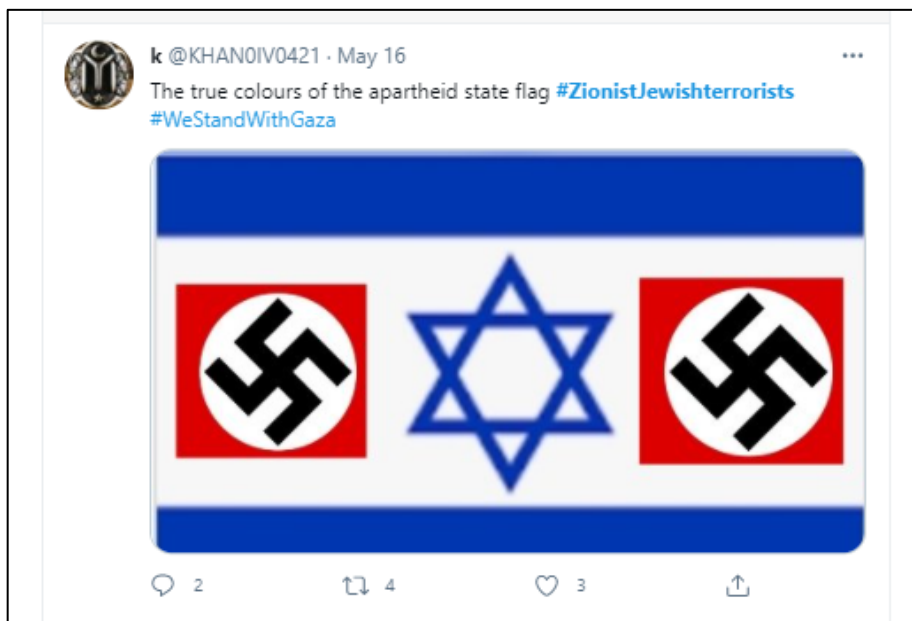 k @KHAN0IV0421 · May 16
The true colours of the apartheid state flag #ZionistJewishterrorists
#WeStandWithGaza
2 4 3